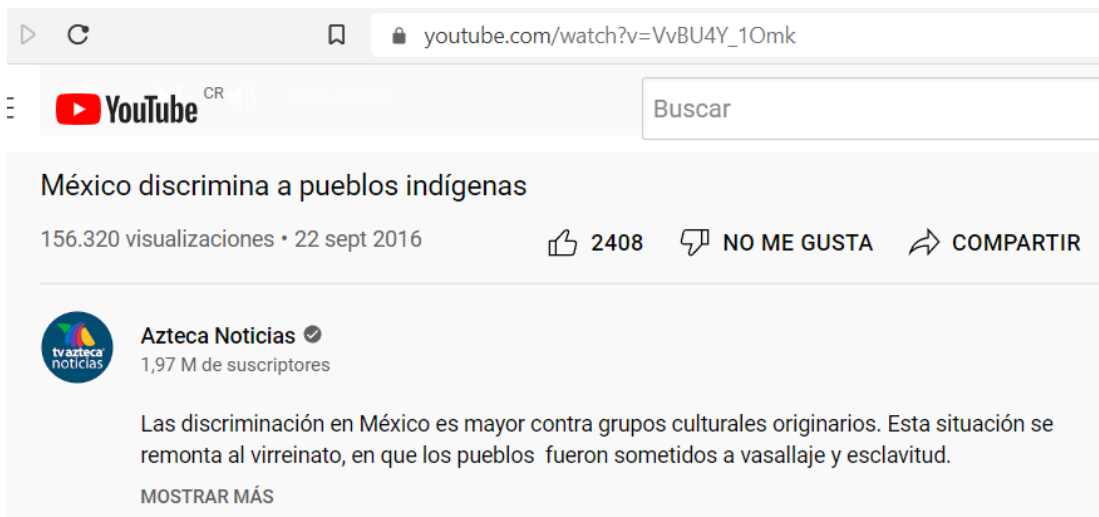 youtube.com/watch?v=VvBU4Y_1Omk
YouTube CR
Buscar
México discrimina a pueblos indígenas
156.320 visualizaciones • 22 sept 2016
2408 NO ME GUSTA COMPARTIR
tv azteca
noticias
Azteca Noticias
1,97 M de suscriptores
Las discriminación en México es mayor contra grupos culturales originarios. Esta situación se
remonta al virreinato, en que los pueblos fueron sometidos a vasallaje y esclavitud.
MOSTRAR MÁS